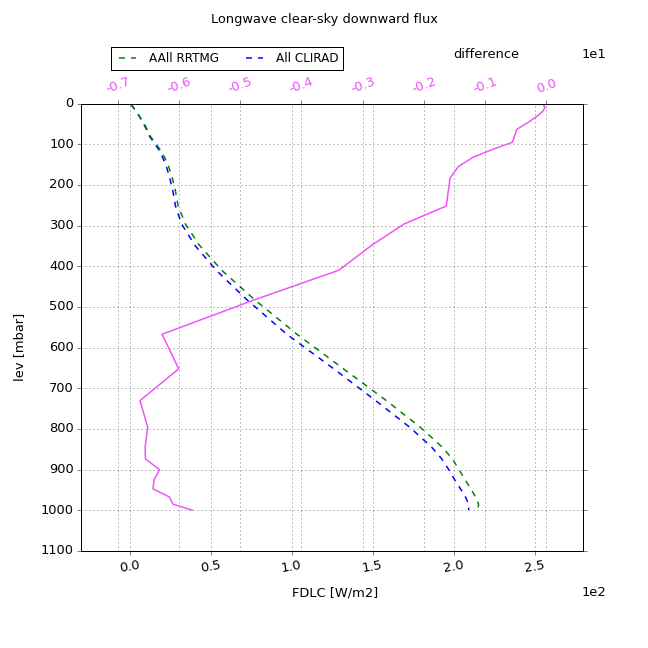 Longwave clear-sky downward flux
AAll RRTMG All CLIRAD difference 1e1
-0.7 -0.6 -0.5 -0.4 -0.3 -0.2 -0.1 0.0
0
100
200
300
400
500
600
700
800
900
1000
1100
lev [mbar]
0.0 0.5 1.0 1.5 2.0 2.5
FDLC [W/m2] 1e2